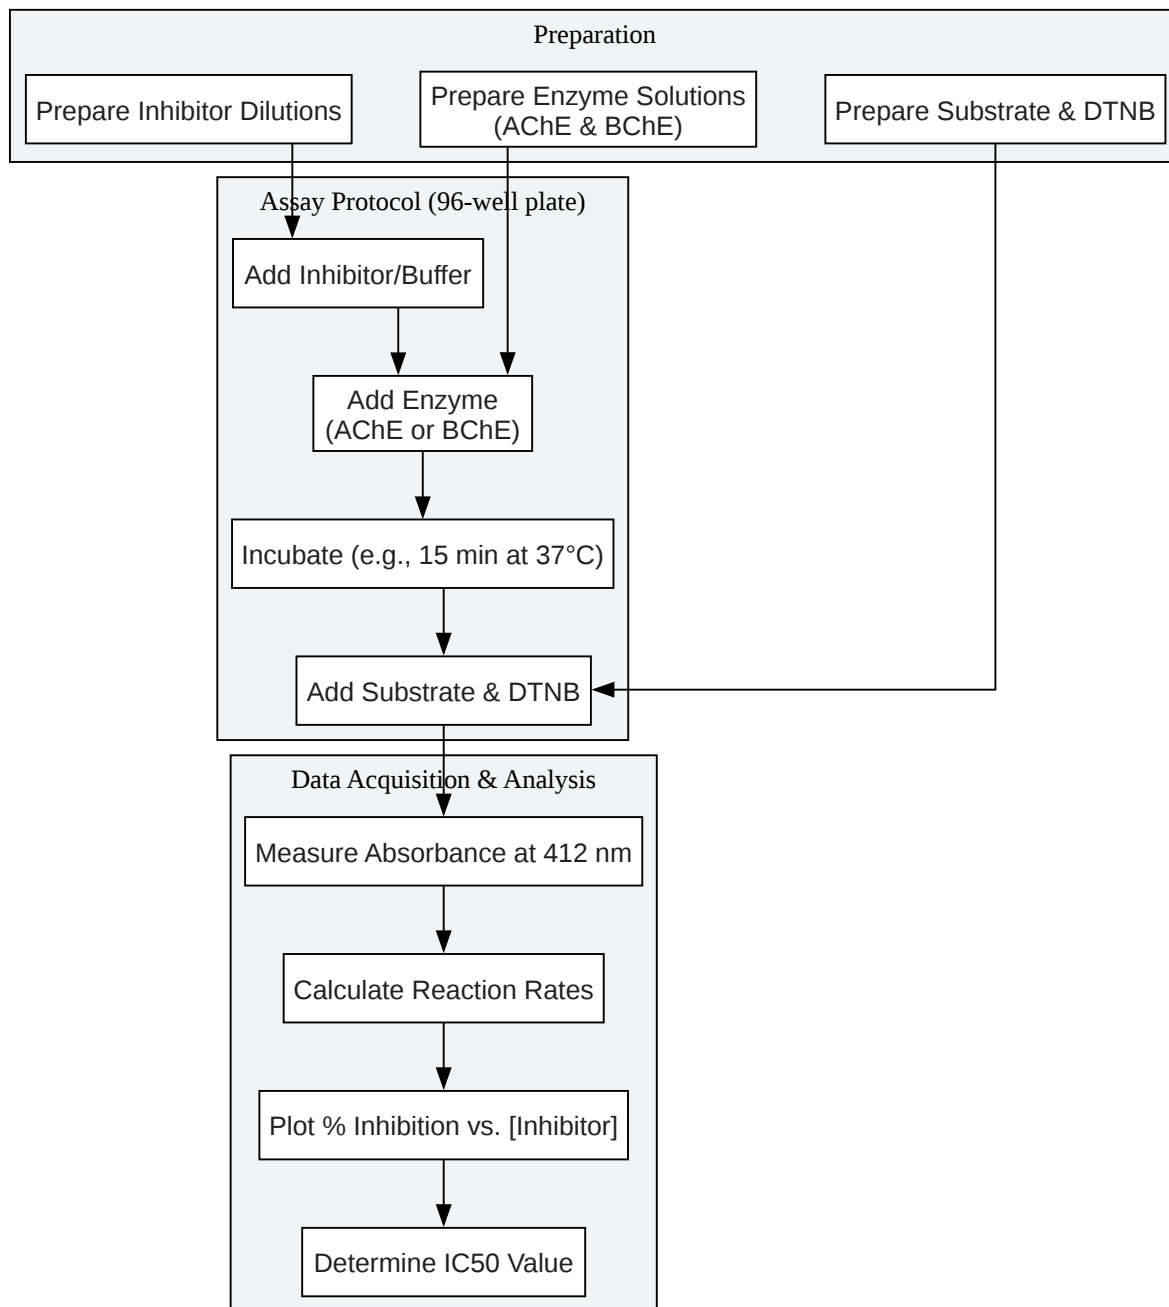 Preparation
Prepare Inhibitor Dilutions
Prepare Enzyme Solutions
(AChE & BChE)
Prepare Substrate & DTNB
Assay Protocol (96-well plate)
Add Inhibitor/Buffer
Add Enzyme
(AChE or BChE)
Incubate (e.g., 15 min at 37°C)
Add Substrate & DTNB
Data Acquisition & Analysis
Measure Absorbance at 412 nm
Calculate Reaction Rates
Plot % Inhibition vs. [Inhibitor]
Determine IC50 Value